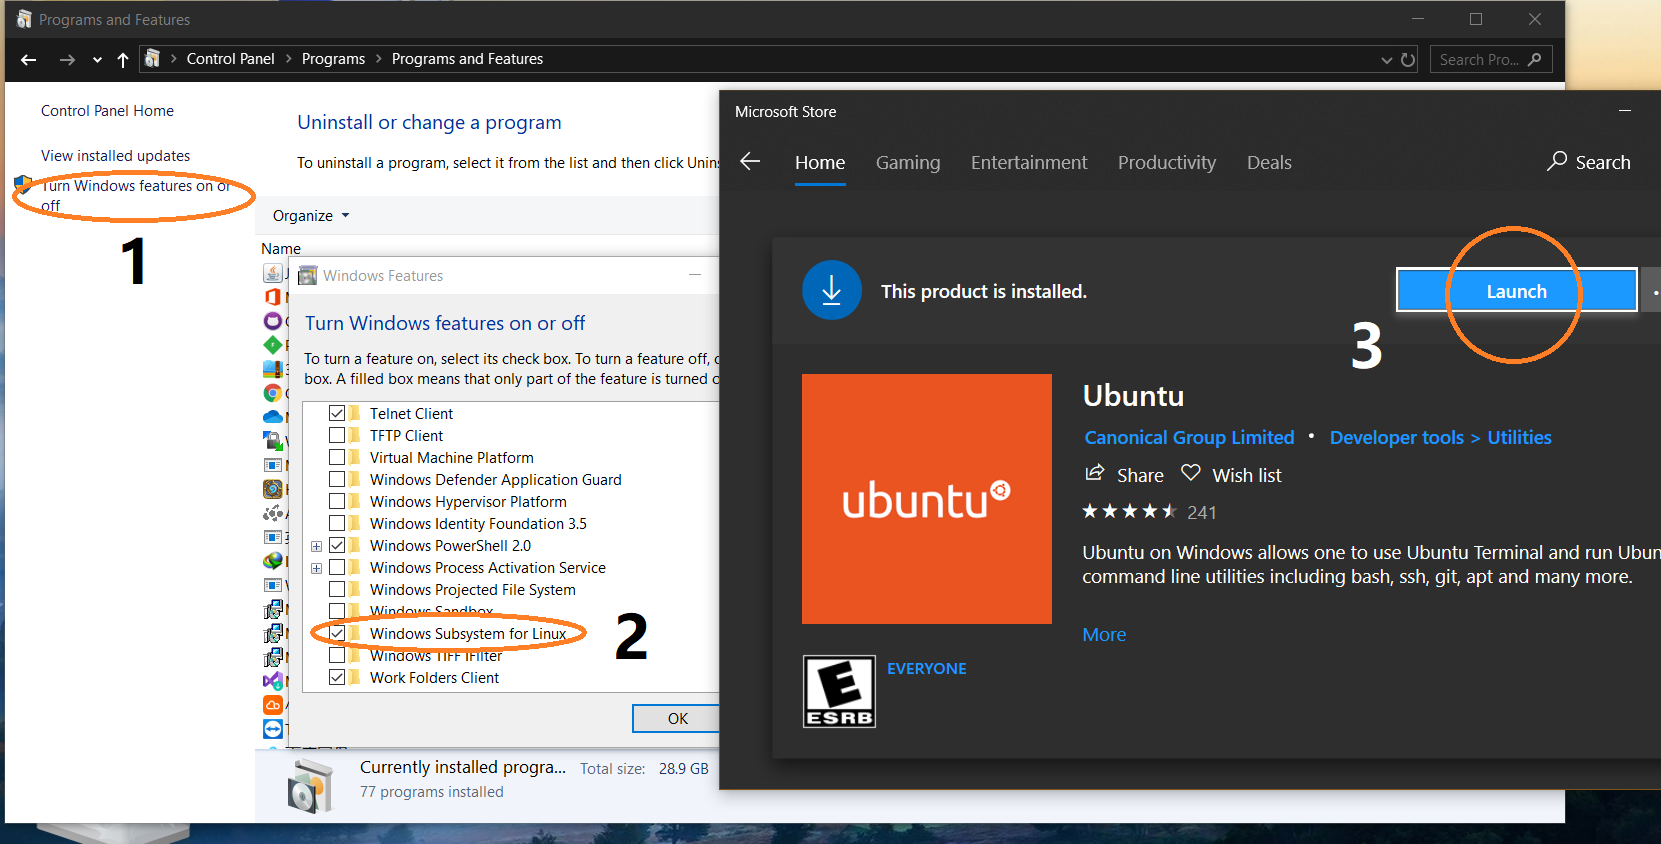 Programs and Features
Control Panel > Programs > Programs and Features
Search Pro...
Control Panel Home
View installed updates
Turn Windows features on or
off
1
Uninstall or change a program
To uninstall a program, select it from the list and then click Unins
Organize
Name
Windows Features
Turn Windows features on or off
To turn a feature on, select its check box. To turn a feature off,
box. A filled box means that only part of the feature is turned
Telnet Client
TFTP Client
Virtual Machine Platform
Windows Defender Application Guard
Windows Hypervisor Platform
Windows Identity Foundation 3.5
Windows PowerShell 2.0
Windows Process Activation Service
Windows Projected File System
Windows Sandbox
Windows Subsystem for Linux
Windows TIFF IFilter
Work Folders Client
2
OK
Currently installed progra... Total size: 28.9 GB
77 programs installed
Microsoft Store
Home Gaming Entertainment Productivity Deals Search
This product is installed.
Launch
3
ubuntu
Ubuntu
Canonical Group Limited • Developer tools > Utilities
Share Wish list
241
Ubuntu on Windows allows one to use Ubuntu Terminal and run Ubun
command line utilities including bash, ssh, git, apt and many more.
More
E
ESRB
EVERYONE